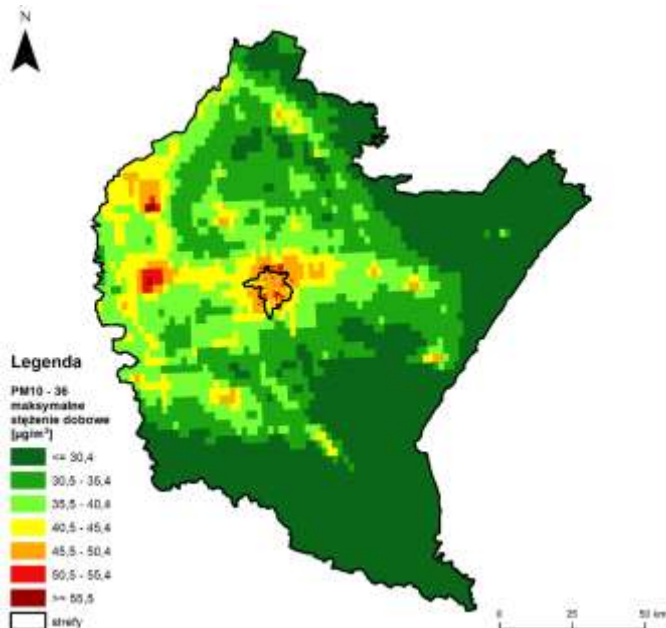 N
Legenda
PM10 - 36
maksymalne
stężenie dobowe
[µg/m³]
<= 30,4
30,5 - 35,4
35,5 - 40,4
40,5 - 45,4
45,5 - 50,4
50,5 - 55,4
>= 55,5
strefy
0 25 50 km